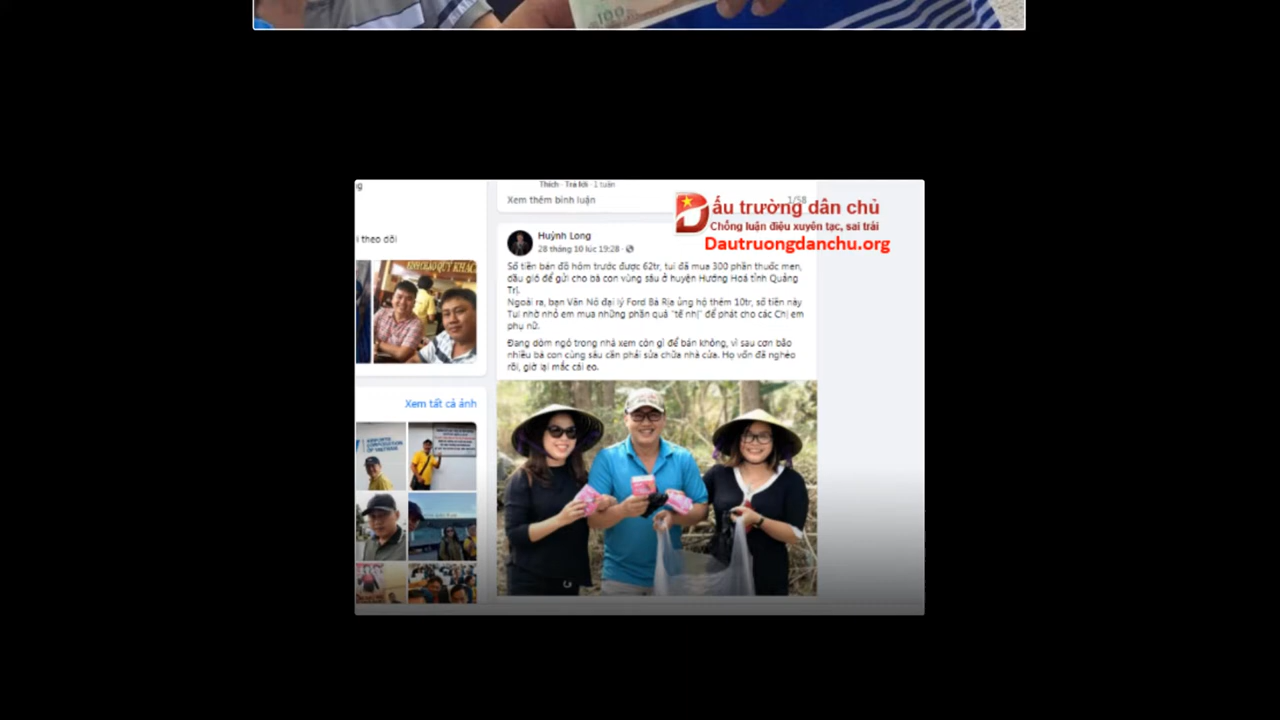 100
Thích · Trả lời · 1 tuần
Xem thêm bình luận
1/58
Dấu trường dân chủ
Chống luận điệu xuyên tạc, sai trái
Dautruongdanchu.org
theo dõi
Huỳnh Long
28 tháng 10 lúc 19:28
Số tiền bán đồ hôm trước được 62tr, tui đã mua 300 phần thuốc men,
dầu gió để gửi cho bà con vùng sâu ở huyện Hướng Hoá tỉnh Quảng
Trị.
Ngoài ra, bạn Văn Nô đại lý Ford Bà Rịa ủng hộ thêm 10tr, số tiền này
Tui nhờ nhỏ em mua những phần quà "tế nhị" để phát cho các Chị em
phụ nữ.
Đang dòm ngó trong nhà xem còn gì để bán không, vì sau cơn bão
nhiều bà con cùng sâu cần phải sửa chữa nhà cửa. Họ vốn đã nghèo
rồi, giờ lại mắc cái eo.
Xem tất cả ảnh